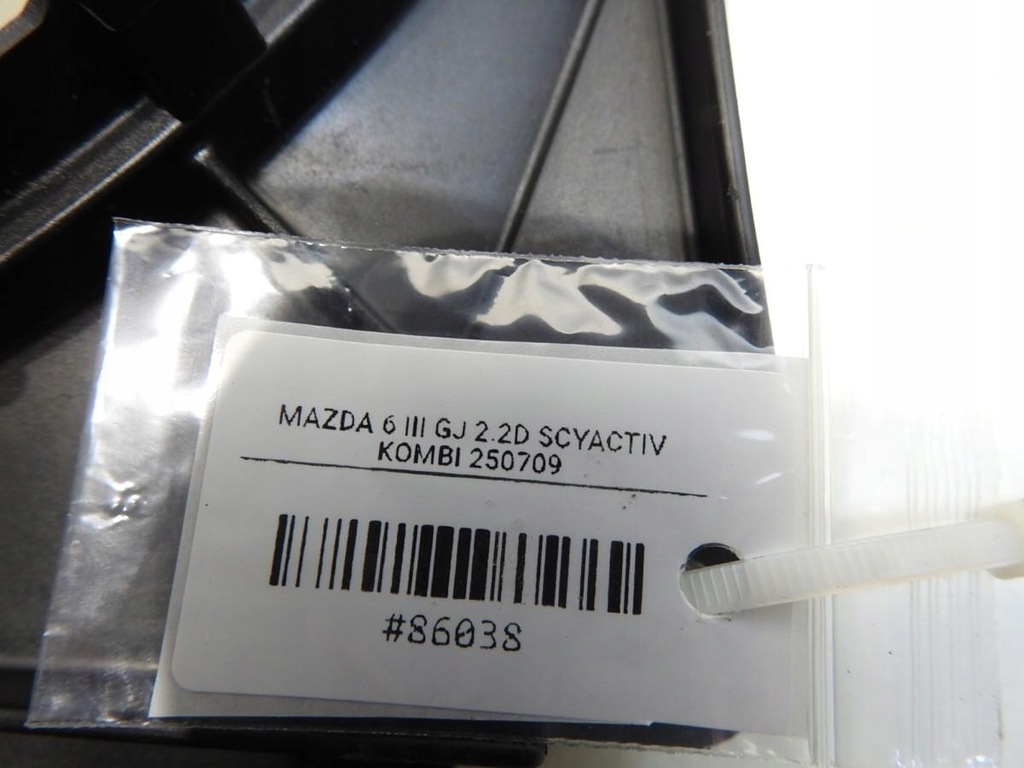 MAZDA 6 III GJ 2.2D SCYACTIV
KOMBI 250709
#86038